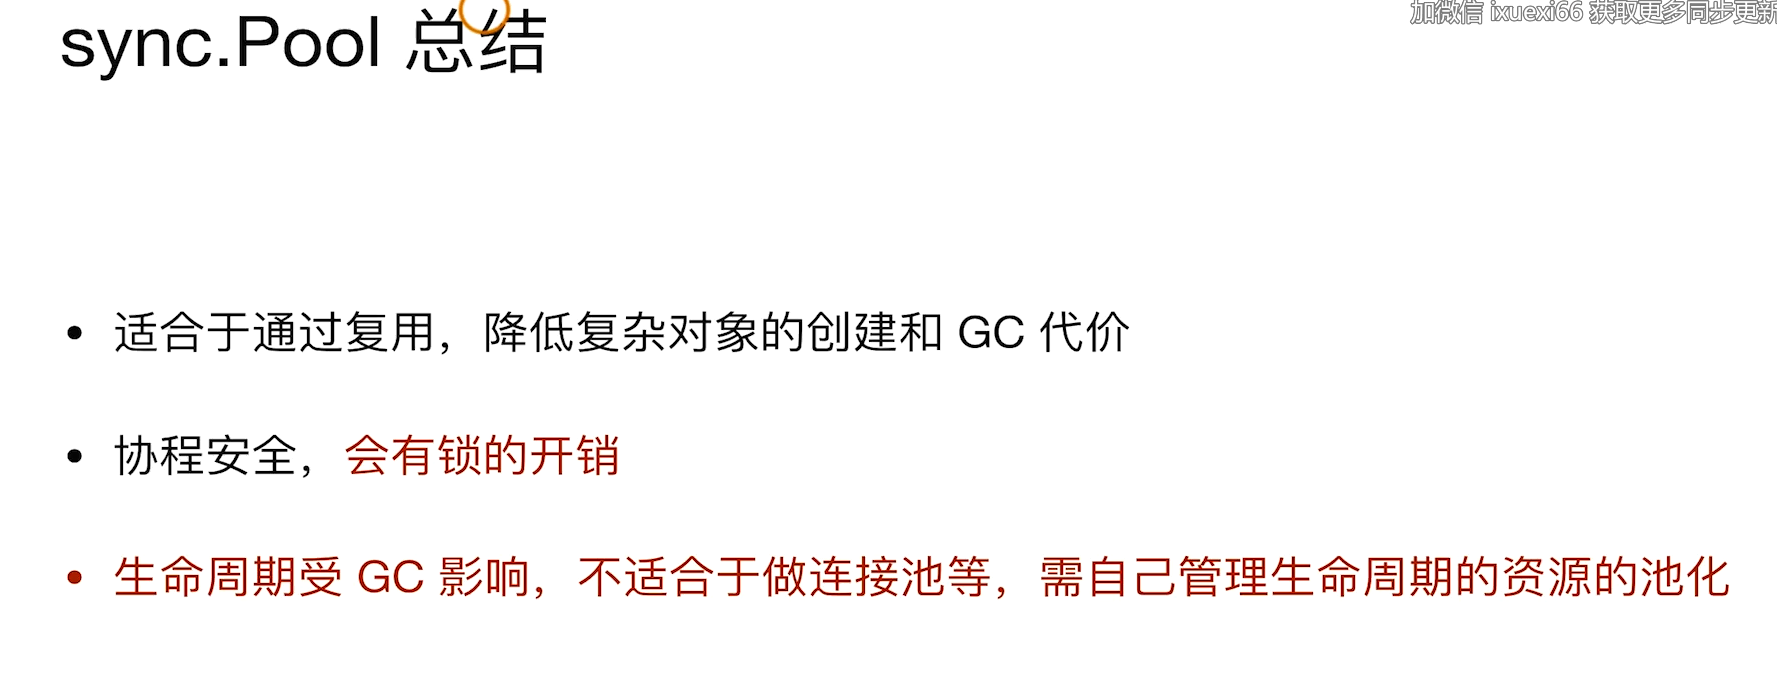 sync.Pool 总结
加微信 ixuexi66 获取更多同步更新
• 适合于通过复用，降低复杂对象的创建和 GC 代价
• 协程安全，会有锁的开销
• 生命周期受 GC 影响，不适合于做连接池等，需自己管理生命周期的资源的池化